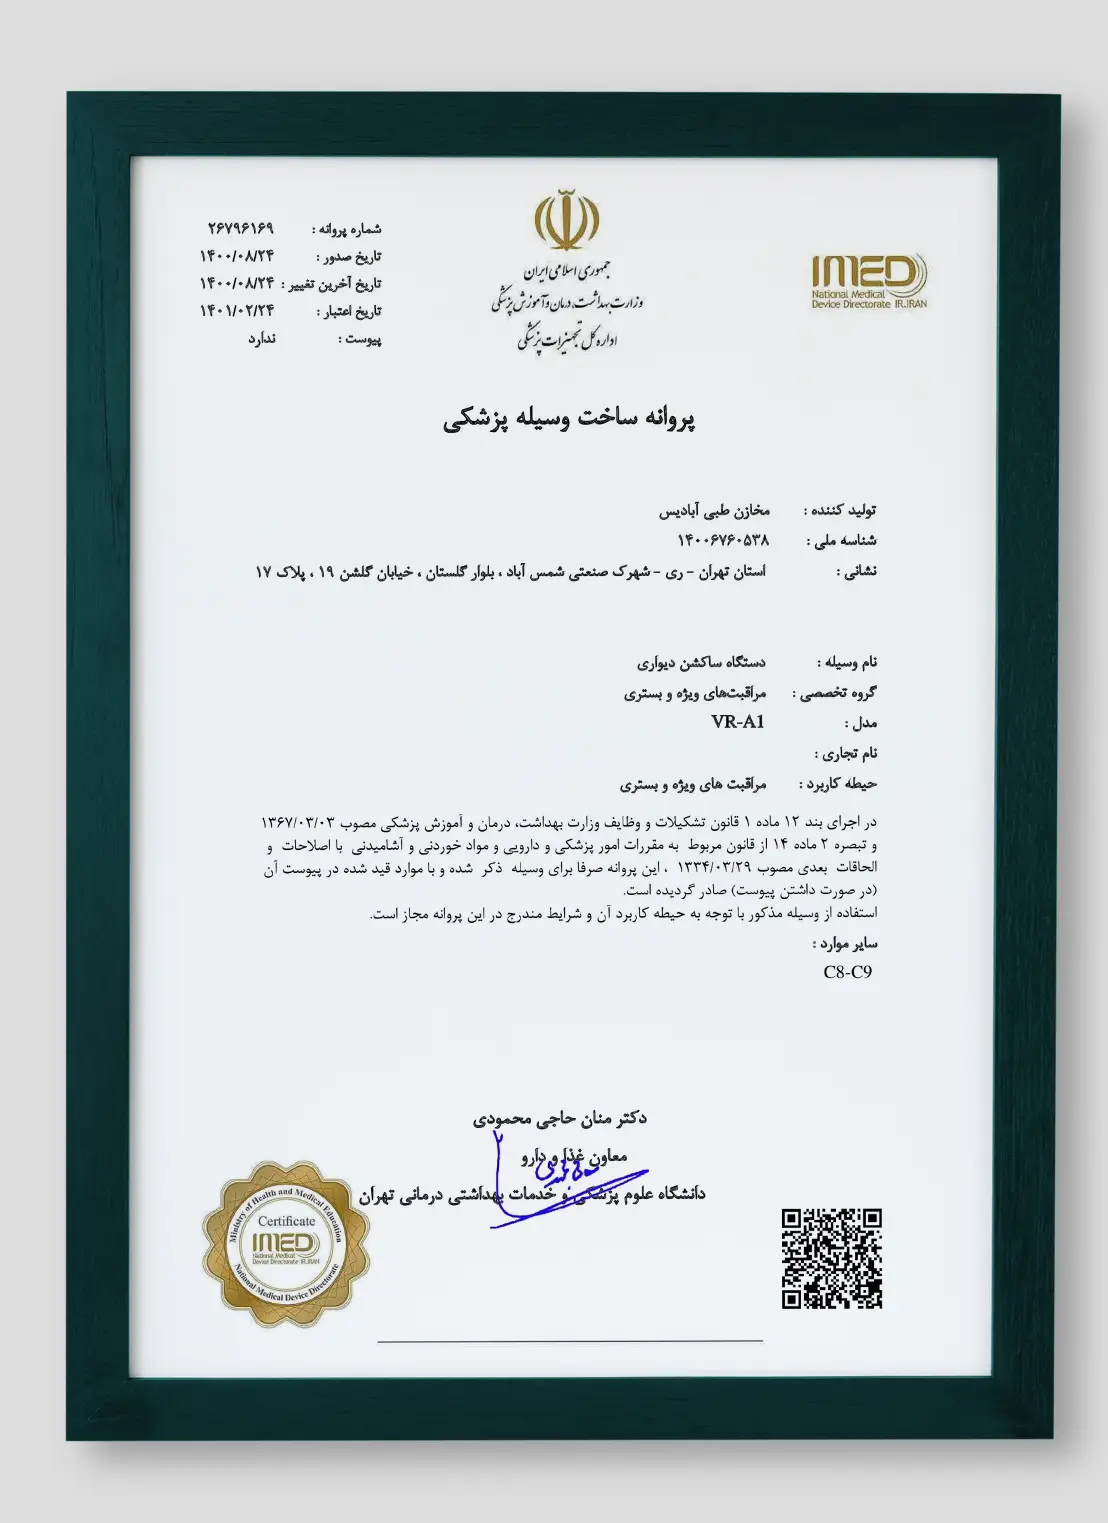 جمهوری اسلامی ایران
وزارت بهداشت، درمان و آموزش پزشکی
اداره کل تجهیزات پزشکی
IMED
National Medical
Device Directorate IR.IRAN
شماره پروانه : ۲۶۷۹۶۱۶۹
تاریخ صدور : ۱۴۰۰/۰۸/۲۴
تاریخ آخرین تغییر : ۱۴۰۰/۰۸/۲۴
تاریخ اعتبار : ۱۴۰۱/۰۲/۲۴
پیوست : ندارد
پروانه ساخت وسیله پزشکی
تولید کننده : مخازن طبی آبادیس
شناسه ملی : ۱۴۰۰۶۷۶۰۵۳۸
نشانی : استان تهران - ری - شهرک صنعتی شمس آباد ، بلوار گلستان ، خیابان گلشن ۱۹ ، پلاک ۱۷
نام وسیله : دستگاه ساکشن دیواری
گروه تخصصی : مراقبت‌های ویژه و بستری
مدل : VR-A1
نام تجاری :
حیطه کاربرد : مراقبت های ویژه و بستری
در اجرای بند ۱۲ ماده ۱ قانون تشکیلات و وظایف وزارت بهداشت، درمان و آموزش پزشکی مصوب ۱۳۶۷/۰۳/۰۳
و تبصره ۲ ماده ۱۴ از قانون مربوط به مقررات امور پزشکی و دارویی و مواد خوردنی و آشامیدنی با اصلاحات و
الحاقات بعدی مصوب ۱۳۳۴/۰۳/۲۹ ، این پروانه صرفا برای وسیله ذکر شده و با موارد قید شده در پیوست آن
(در صورت داشتن پیوست) صادر گردیده است.
استفاده از وسیله مذکور با توجه به حیطه کاربرد آن و شرایط مندرج در این پروانه مجاز است.
سایر موارد :
C8-C9
دکتر منان حاجی محمودی
معاون غذا و دارو
دانشگاه علوم پزشکی و خدمات بهداشتی درمانی تهران
Ministry of Health and Medical Education
Certificate
IMED
National Medical
Device Directorate IR.IRAN
National Medical Device Directorate